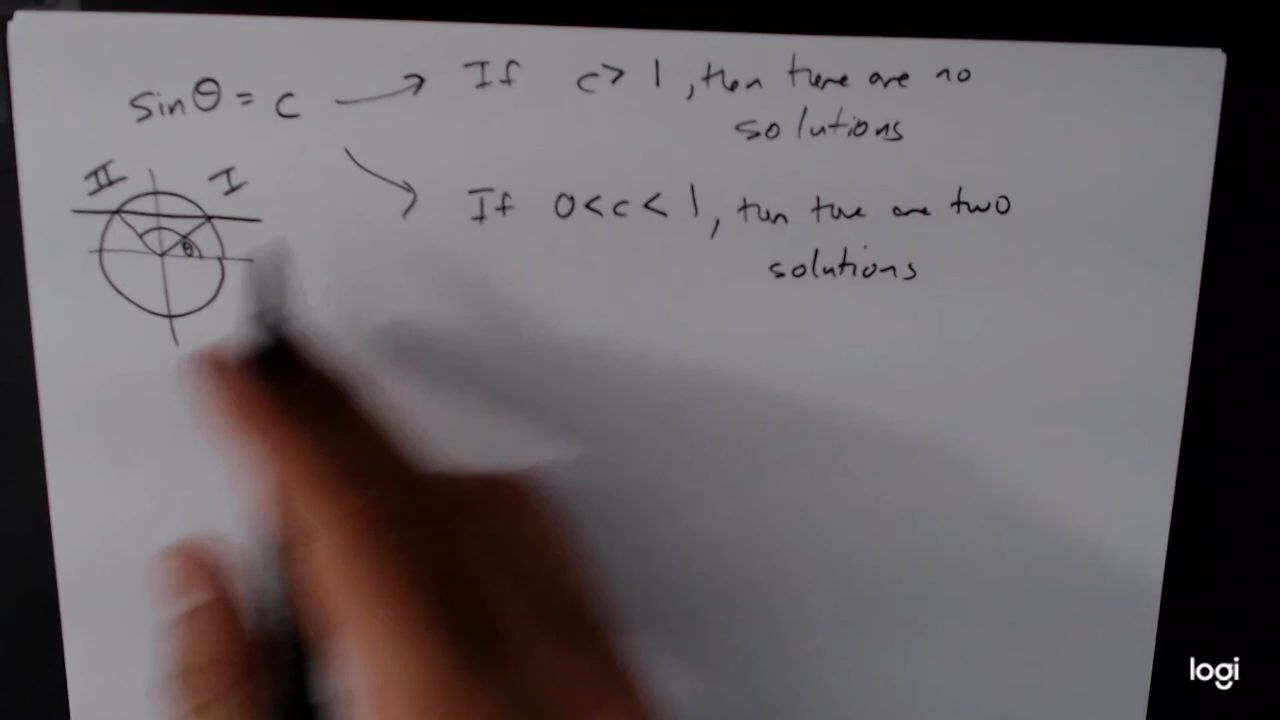 sinθ = c
If c > 1, then there are no
solutions
II I
If 0 < c < 1, then there are two
solutions
θ
logi